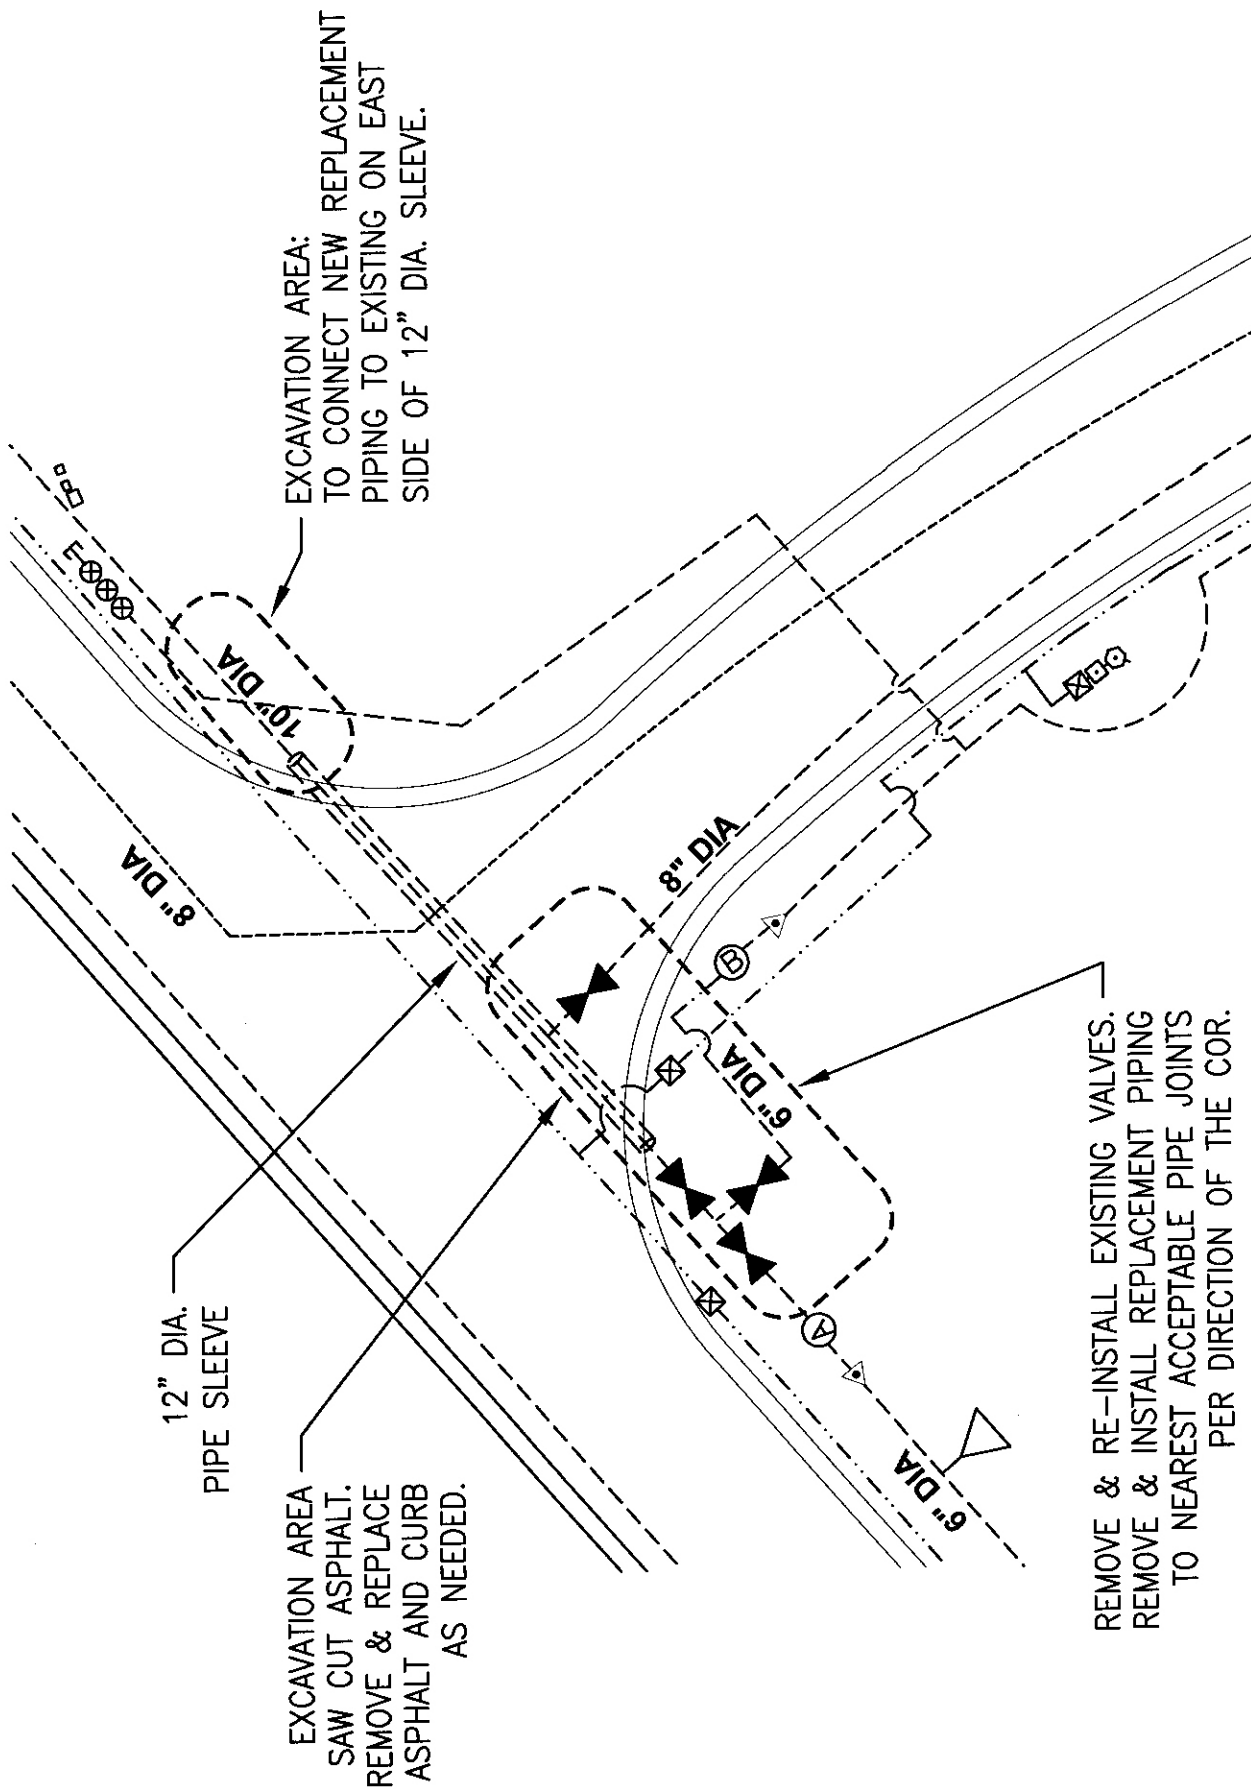 EXCAVATION AREA:
TO CONNECT NEW REPLACEMENT
PIPING TO EXISTING ON EAST
SIDE OF 12" DIA. SLEEVE.
E
10" DIA
8" DIA
8" DIA
12" DIA.
PIPE SLEEVE
EXCAVATION AREA
SAW CUT ASPHALT.
REMOVE & REPLACE
ASPHALT AND CURB
AS NEEDED.
B
6" DIA
A
6" DIA
REMOVE & RE-INSTALL EXISTING VALVES.
REMOVE & INSTALL REPLACEMENT PIPING
TO NEAREST ACCEPTABLE PIPE JOINTS
PER DIRECTION OF THE COR.